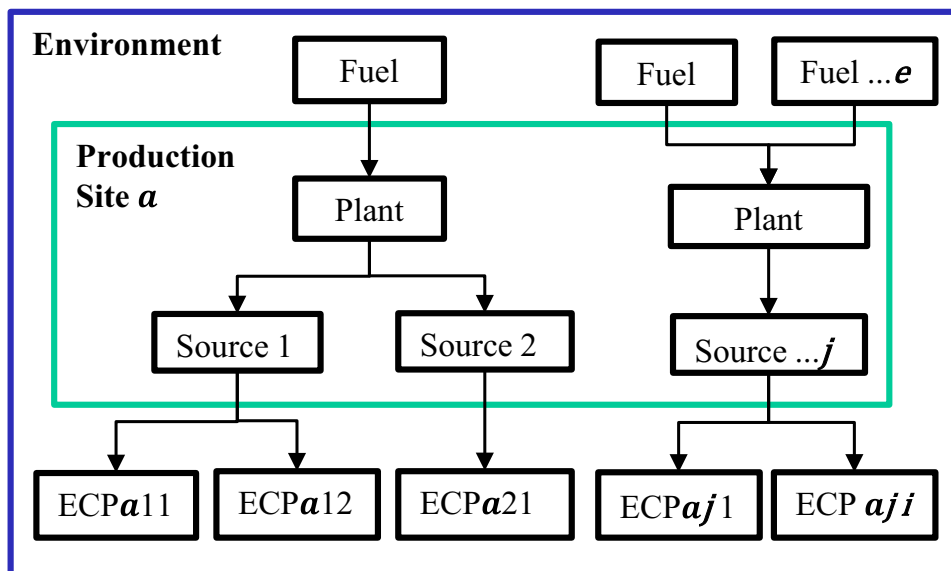 Environment
Fuel
Fuel
Fuel ...e
Production
Site a
Plant
Plant
Source 1
Source 2
Source ...j
ECPa11
ECPa12
ECPa21
ECPaj1
ECP aji